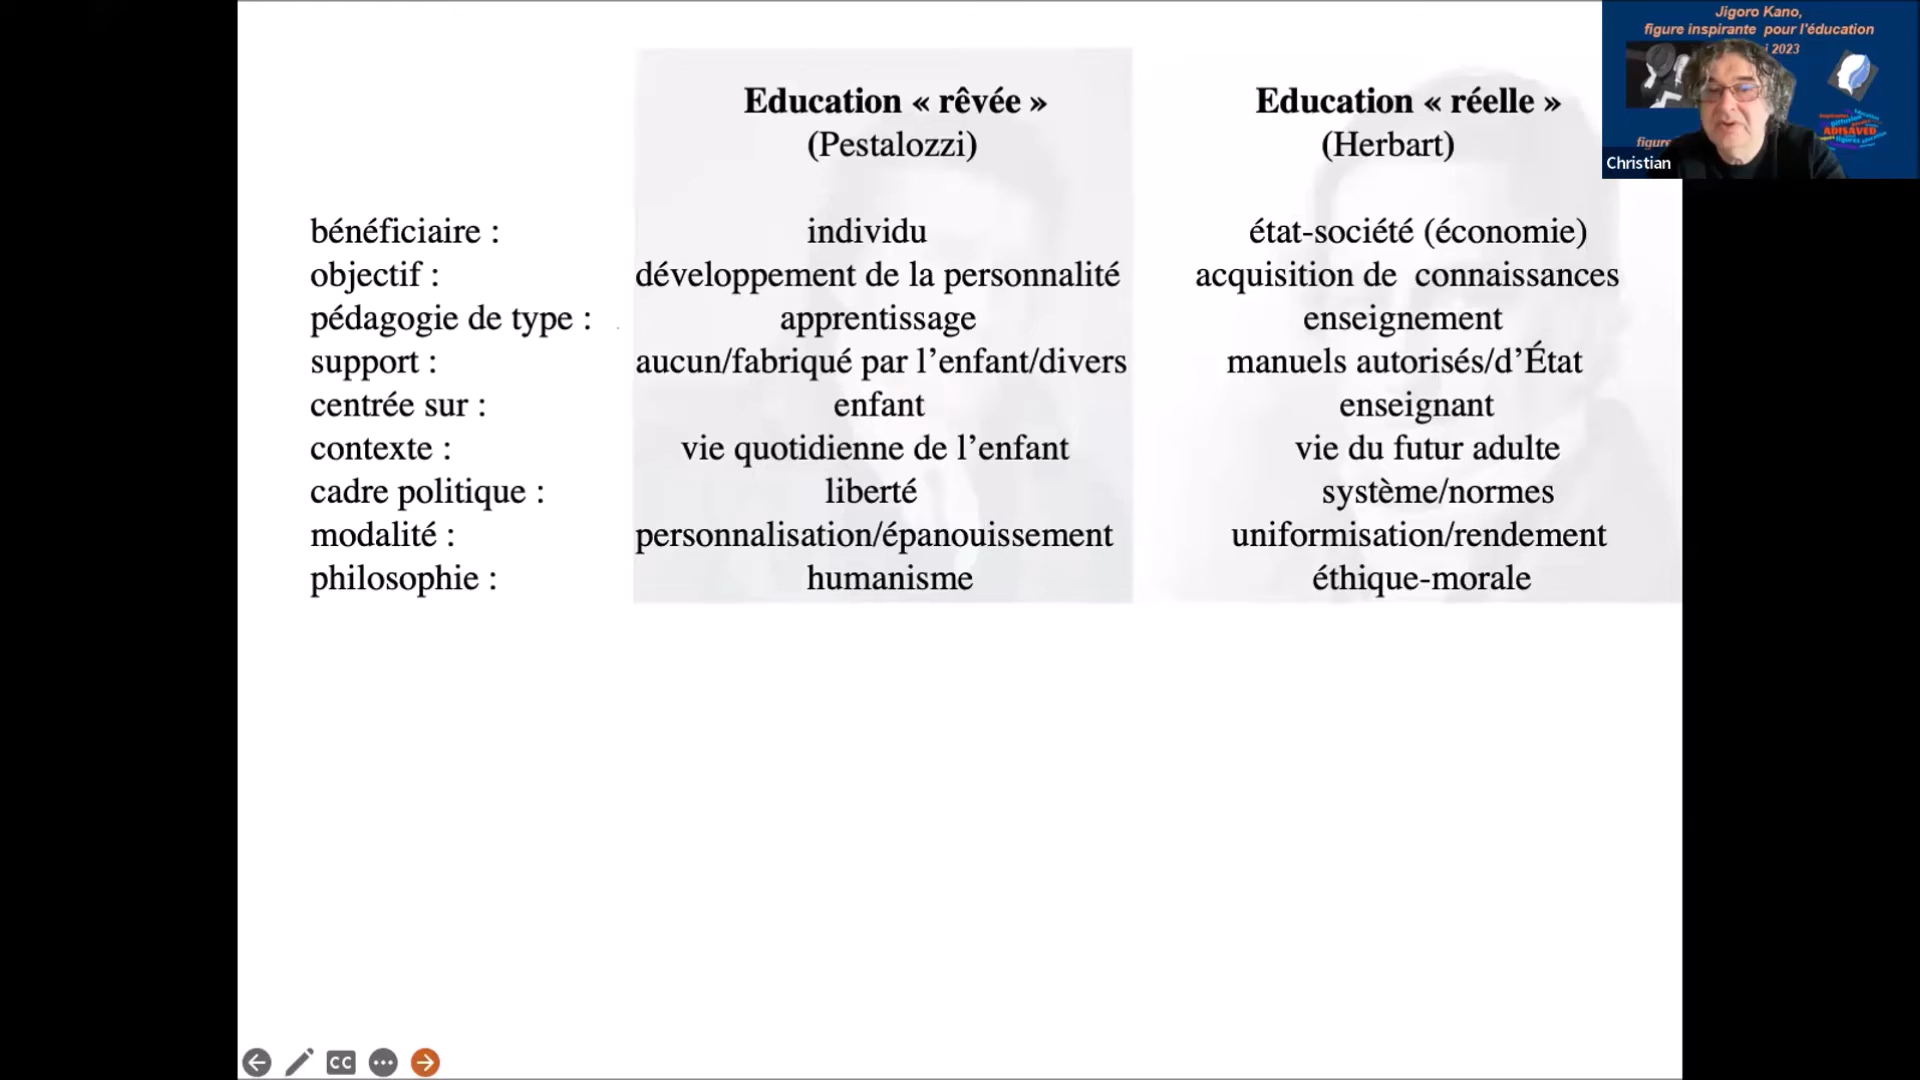 Education « rêvée » Education « réelle »
(Pestalozzi) (Herbart)
bénéficiaire : individu état-société (économie)
objectif : développement de la personnalité acquisition de connaissances
pédagogie de type : apprentissage enseignement
support : aucun/fabriqué par l’enfant/divers manuels autorisés/d’État
centrée sur : enfant enseignant
contexte : vie quotidienne de l’enfant vie du futur adulte
cadre politique : liberté système/normes
modalité : personnalisation/épanouissement uniformisation/rendement
philosophie : humanisme éthique-morale
Jigoro Kano,
figure inspirante pour l'éducation
2023
ADISAVED
Christian
CC